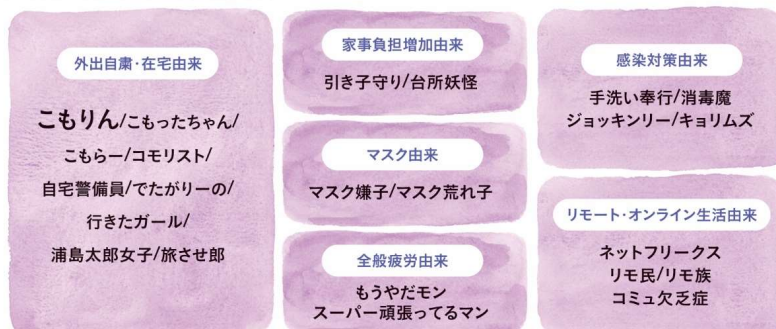 外出自粛・在宅由来
こもりん/こもったちゃん/
こもらー/コモリスト/
自宅警備員/でたがりーの/
行きたガール/
浦島太郎女子/旅させ郎
家事負担増加由来
引き子守り/台所妖怪
マスク由来
マスク嫌子/マスク荒れ子
全般疲労由来
もうやだモン
スーパー頑張ってるマン
感染対策由来
手洗い奉行/消毒魔
ジョッキンリー/キョリムズ
リモート・オンライン生活由来
ネットフリークス
リモ民/リモ族
コミュ欠乏症